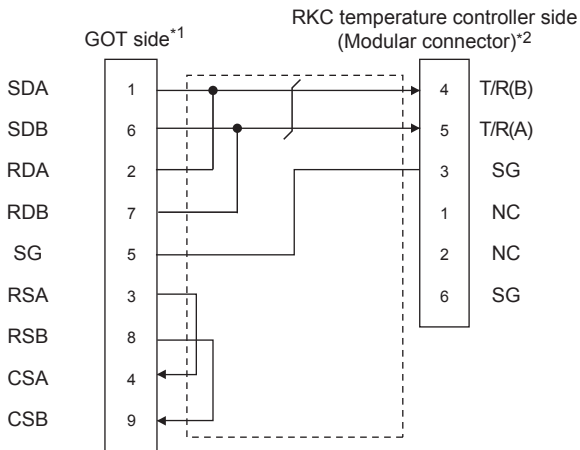 RKC temperature controller side
GOT side*1 (Modular connector)*2
SDA 1 4 T/R(B)
SDB 6 5 T/R(A)
RDA 2 3 SG
RDB 7 1 NC
SG 5 2 NC
RSA 3 6 SG
RSB 8
CSA 4
CSB 9